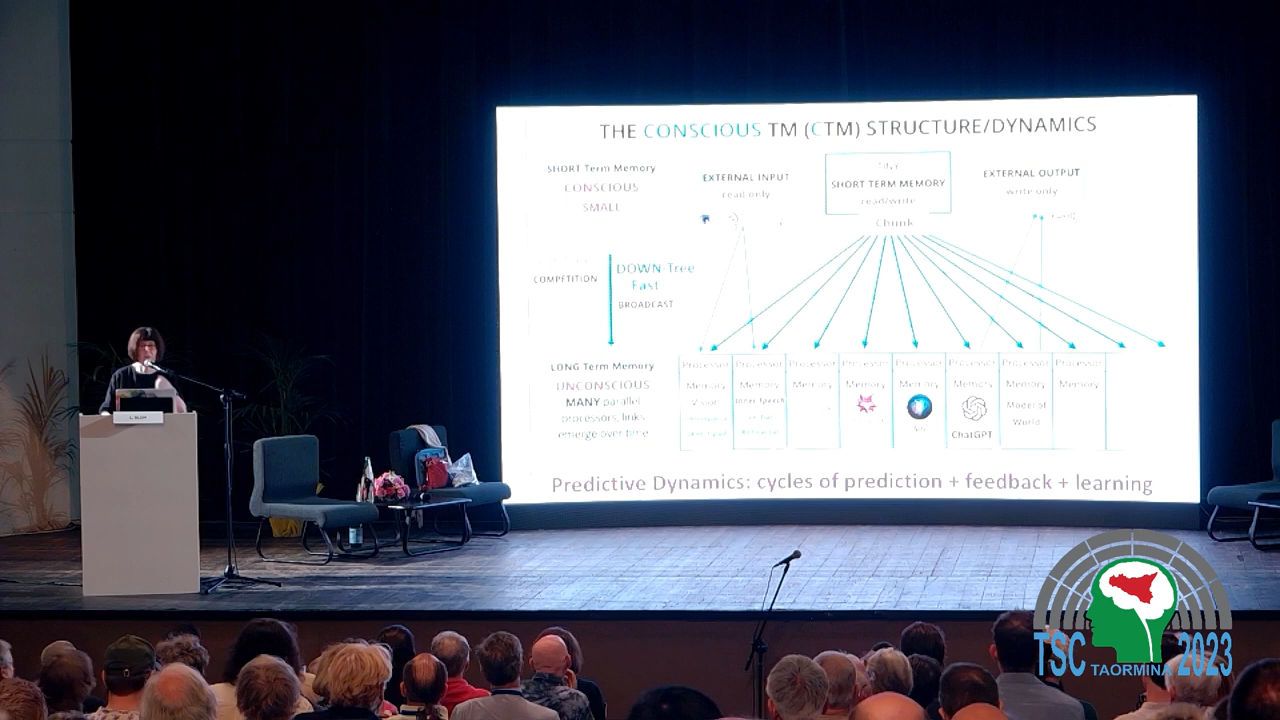 THE CONSCIOUS TM (CTM) STRUCTURE/DYNAMICS
SHORT Term Memory
CONSCIOUS
SMALL
EXTERNAL INPUT
read only
SHORT TERM MEMORY
read/write
Chunk
EXTERNAL OUTPUT
write only
COMPETITION
DOWN-Tree
Fast
BROADCAST
LONG Term Memory
UNCONSCIOUS
MANY parallel
processors; links
emerge over time
Processor Processor Processor Processor Processor Processor Processor Processor
Memory Memory Memory Memory Memory Memory Memory Memory
Inner Speech
Model of
World
ChatGPT
Predictive Dynamics: cycles of prediction + feedback + learning
L. BLUM
TSC TAORMINA 2023